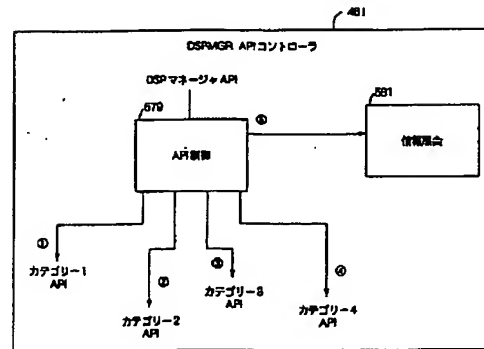 461
DSPMGR APIコントローラ
DSPマネージャAPI
579
⑤
581
API制御
情報照会
①
②
③
④
カテゴリー1
API
カテゴリー2
API
カテゴリー3
API
カテゴリー4
API